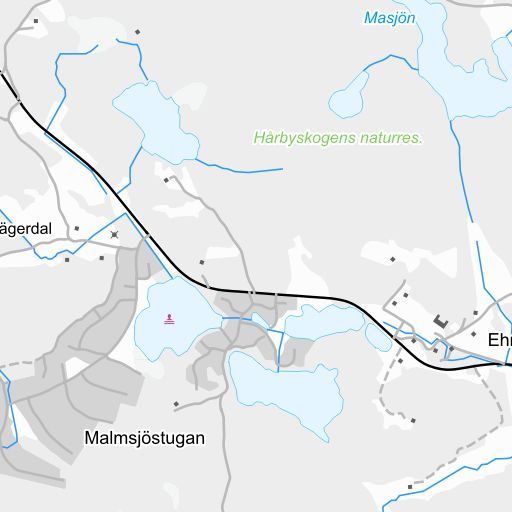 Masjön
Hårbyskogens naturres.
ägerdal
Ehr
Malmsjöstugan